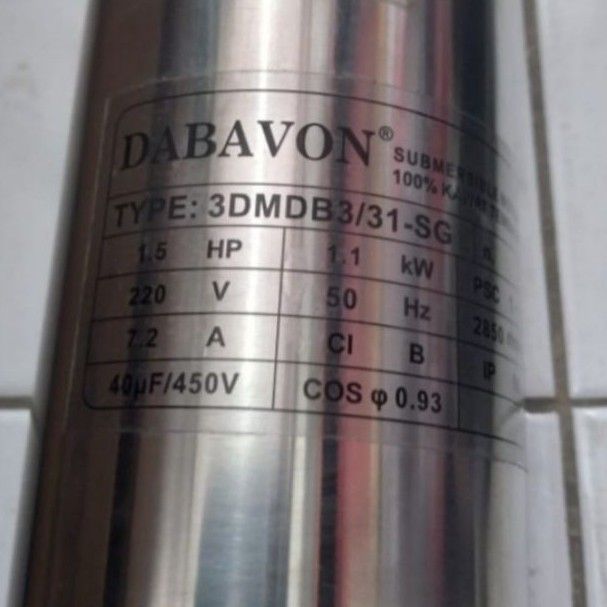 DABAVON®
SUBMERSIBLE
100%
TYPE: 3DMDB3/31-SG
1.5 HP 1.1 kW PSC
220 V 50 Hz 2850
7.2 A Cl B IP
40µF/450V COS φ 0.93